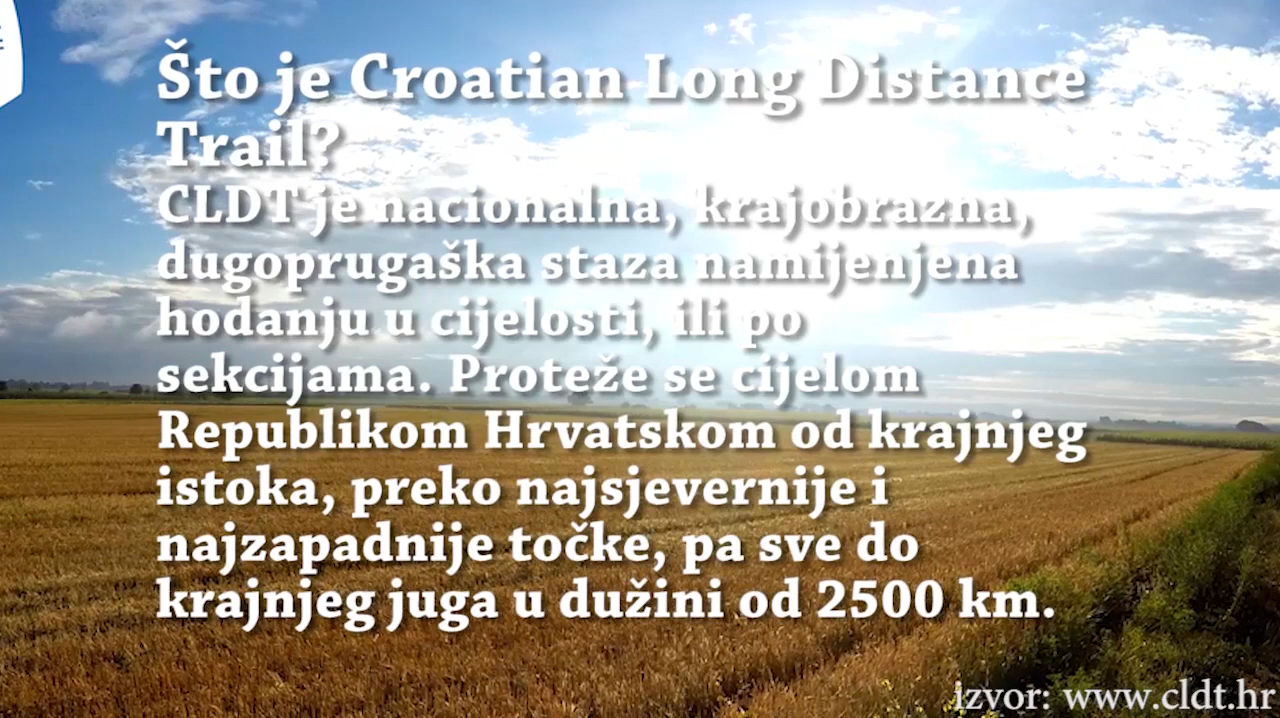 Što je Croatian Long Distance
Trail?
CLDT je nacionalna, krajobrazna,
dugoprugaška staza namijenjena
hodanju u cijelosti, ili po
sekcijama. Proteže se cijelom
Republikom Hrvatskom od krajnjeg
istoka, preko najsjevernije i
najzapadnije točke, pa sve do
krajnjeg juga u dužini od 2500 km.
izvor: www.cldt.hr